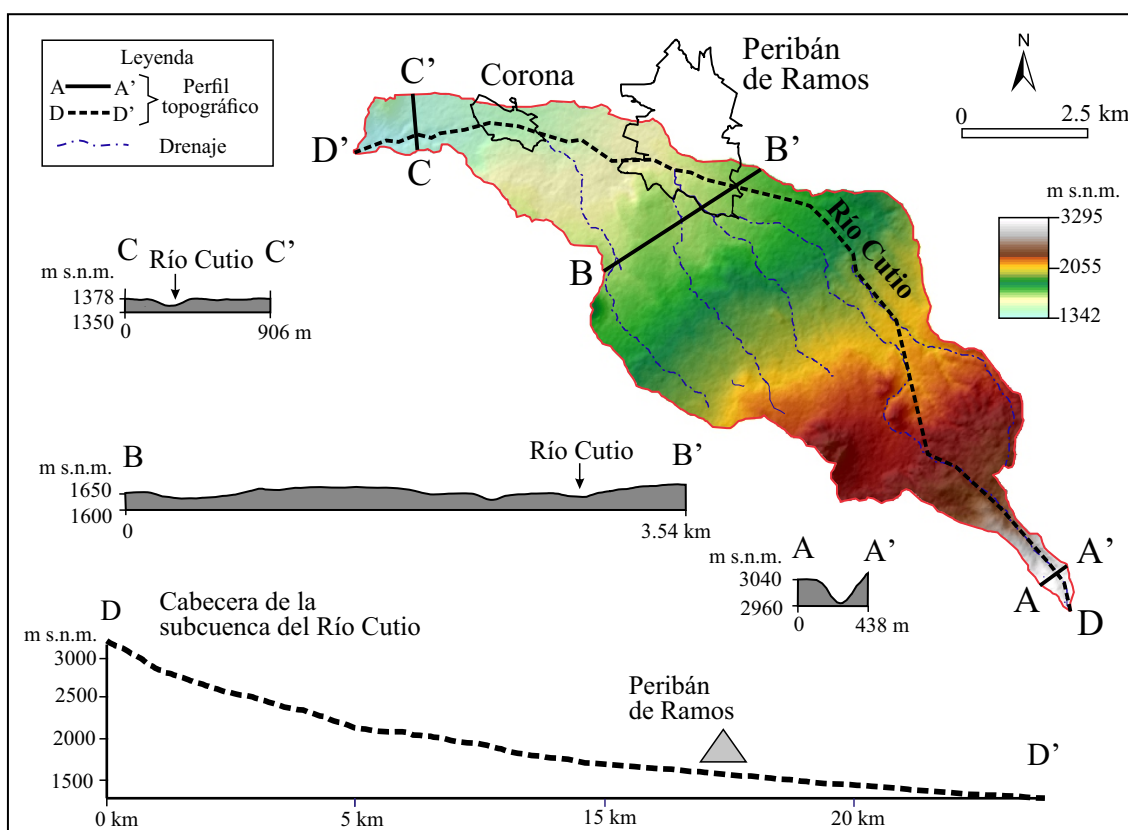 Leyenda
A A' Perfil
D D' topográfico
Drenaje
C'
Corona
Peribán
de Ramos
N
0 2.5 km
D'
C
B'
B
Río Cutio
m s.n.m.
3295
2055
1342
C Río Cutio C'
m s.n.m.
1378
1350
0 906 m
B Río Cutio B'
m s.n.m.
1650
1600
0 3.54 km
A A'
m s.n.m.
3040
2960
0 438 m
A'
A
D
D Cabecera de la
subcuenca del Río Cutio
m s.n.m.
3000
2500
2000
1500
Peribán
de Ramos
D'
0 km 5 km 15 km 20 km